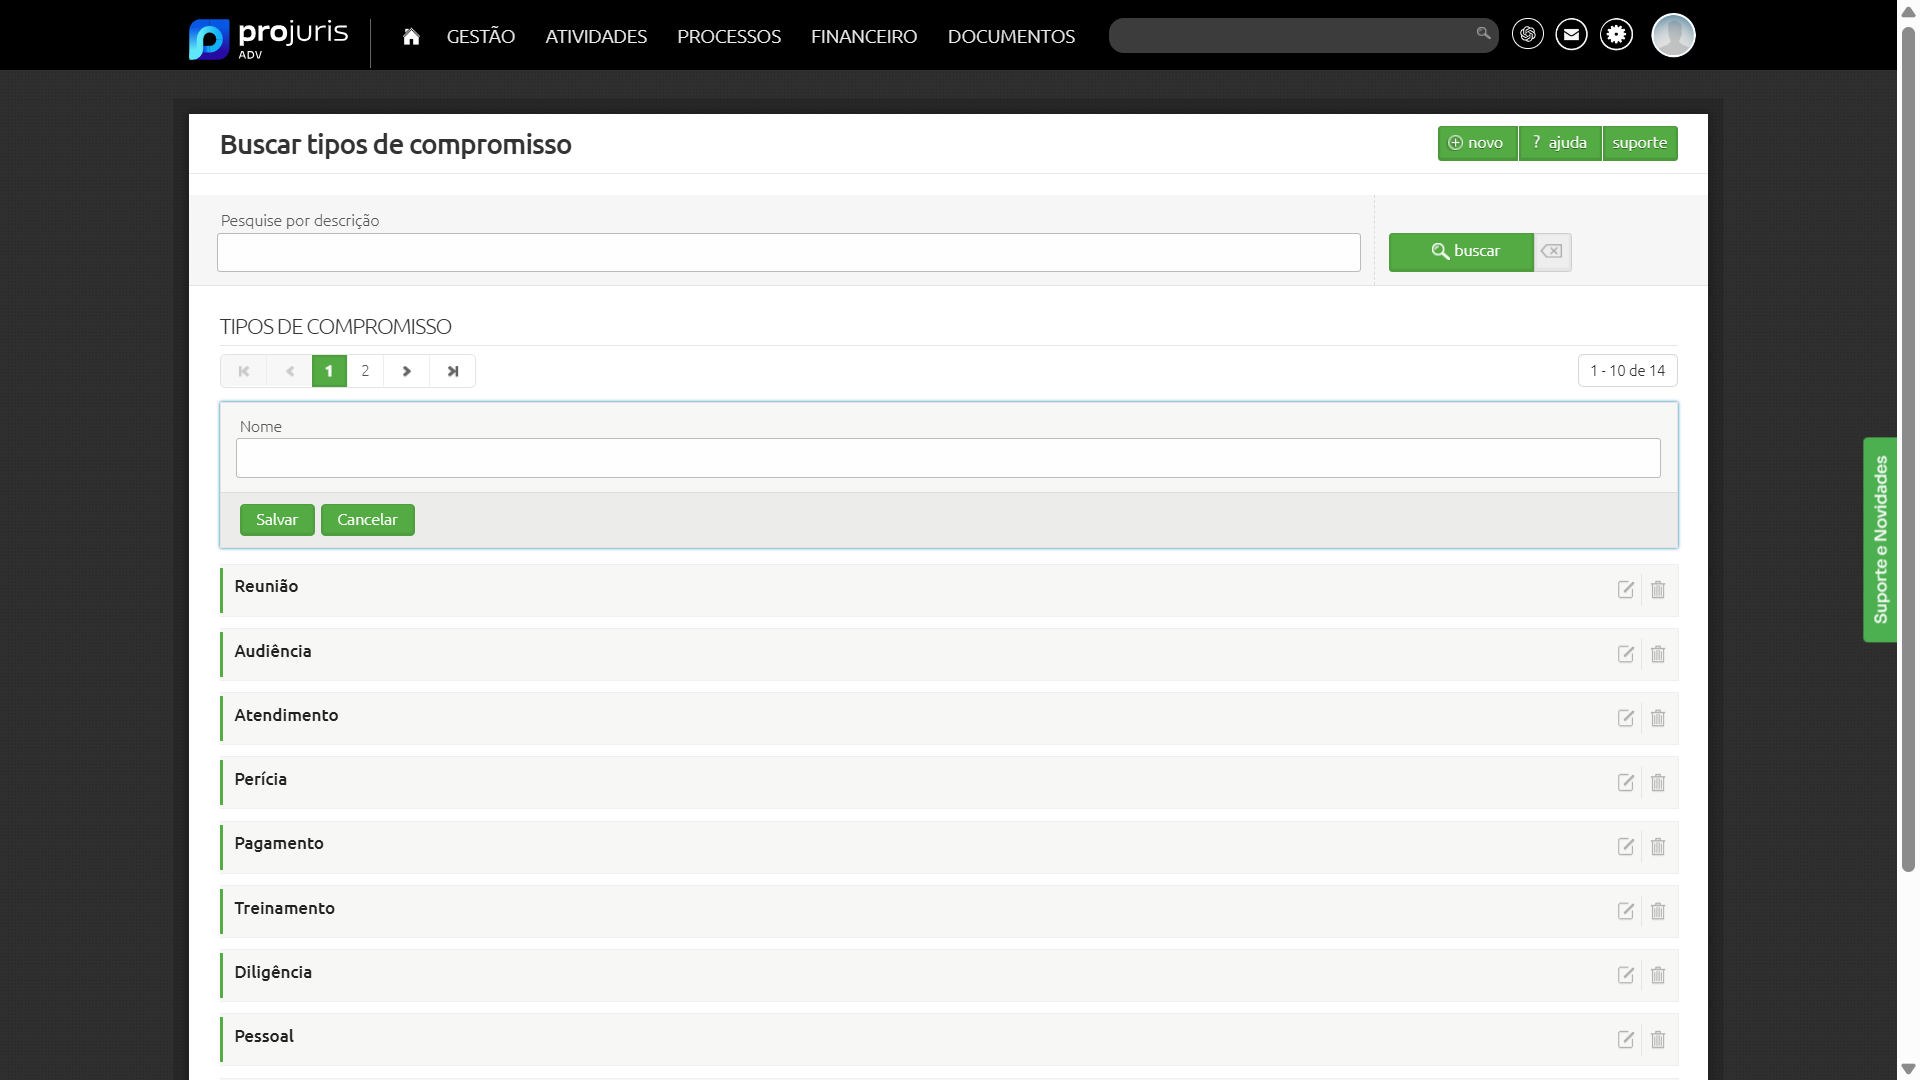 projuris
ADV
GESTÃO
ATIVIDADES
PROCESSOS
FINANCEIRO
DOCUMENTOS
Buscar tipos de compromisso
novo
? ajuda
suporte
Pesquise por descrição
buscar
TIPOS DE COMPROMISSO
1
2
1 - 10 de 14
Nome
Salvar
Cancelar
Suporte e Novidades
Reunião
Audiência
Atendimento
Perícia
Pagamento
Treinamento
Diligência
Pessoal